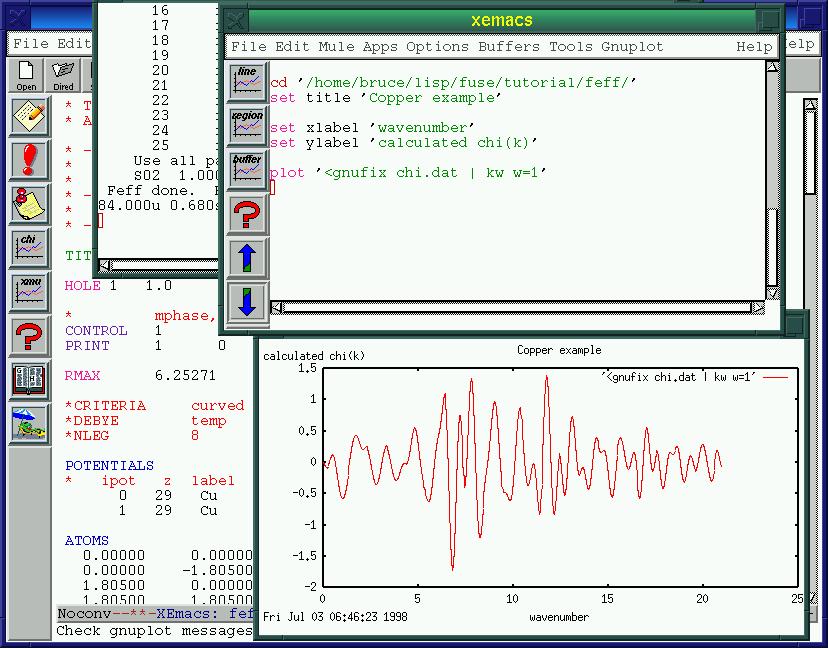 xemacs
File Edit Mule Apps Options Buffers Tools Gnuplot Help
line
region
buffer
cd '/home/bruce/lisp/fuse/tutorial/feff/'
set title 'Copper example'
set xlabel 'wavenumber'
set ylabel 'calculated chi(k)'
plot '<gnufix chi.dat | kw w=1'
16
17
18
19
20
21
22
23
24
25
Use all pa
S02 1.000
Feff done.
84.000u 0.680s
File Edit
Open Dired
chi
xmu
* T
* A
* -
* -
* -
* -
TIT
HOLE 1 1.0
* mphase,
CONTROL 1
PRINT 1 0
RMAX 6.25271
*CRITERIA curved
*DEBYE temp
*NLEG 8
POTENTIALS
* ipot z label
0 29 Cu
1 29 Cu
ATOMS
0.00000 0.00000
0.00000 -1.80500
1.80500 0.00000
1.80500 0.00000
Noconv--**-XEmacs: fef
Check gnuplot messages
Copper example
calculated chi(k)
'<gnufix chi.dat | kw w=1'
1.5
1
0.5
0
-0.5
-1
-1.5
-2
0 5 10 15 20 25
wavenumber
Fri Jul 03 06:46:23 1998